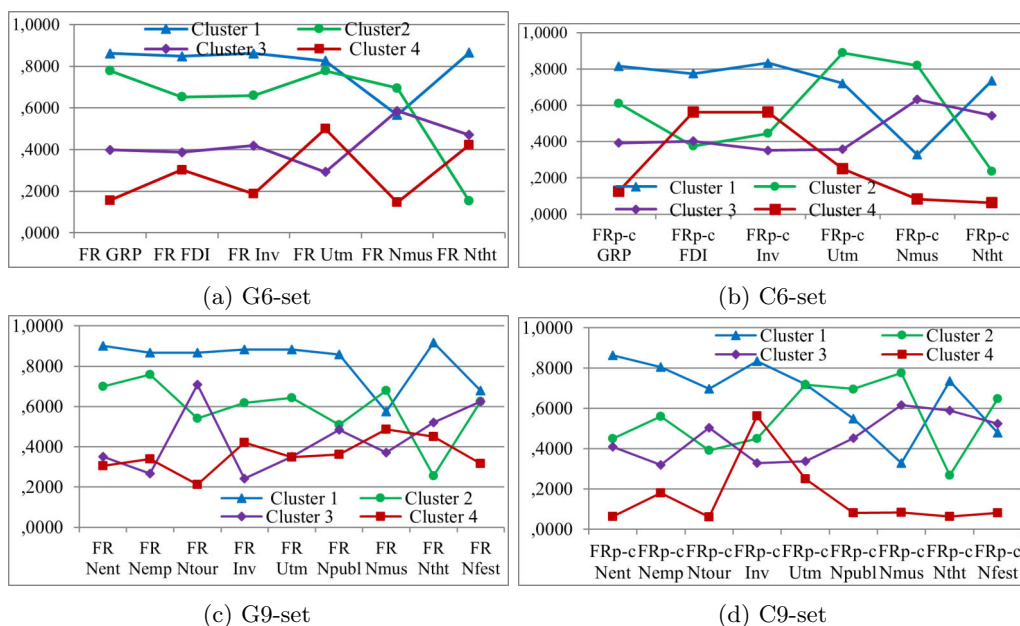 1,0000
,8000
,6000
,4000
,2000
,0000
Cluster 1 Cluster2
Cluster 3 Cluster 4
FR GRP FR FDI FR Inv FR Utm FR Nmus FR Ntht
(a) G6-set
1,0000
,8000
,6000
,4000
,2000
,0000
Cluster 1 Cluster 2
Cluster 3 Cluster 4
FRp-c FRp-c FRp-c FRp-c FRp-c FRp-c
GRP FDI Inv Utm Nmus Ntht
(b) C6-set
1,0000
,8000
,6000
,4000
,2000
,0000
Cluster 1 Cluster 2
Cluster 3 Cluster 4
FR FR FR FR FR FR FR FR FR
Nent Nemp Ntour Inv Utm Npubl Nmus Ntht Nfest
(c) G9-set
1,0000
,8000
,6000
,4000
,2000
,0000
Cluster 1 Cluster 2
Cluster 3 Cluster 4
FRp-c FRp-c FRp-c FRp-c FRp-c FRp-c FRp-c FRp-c FRp-c
Nent Nemp Ntour Inv Utm Npubl Nmus Ntht Nfest
(d) C9-set